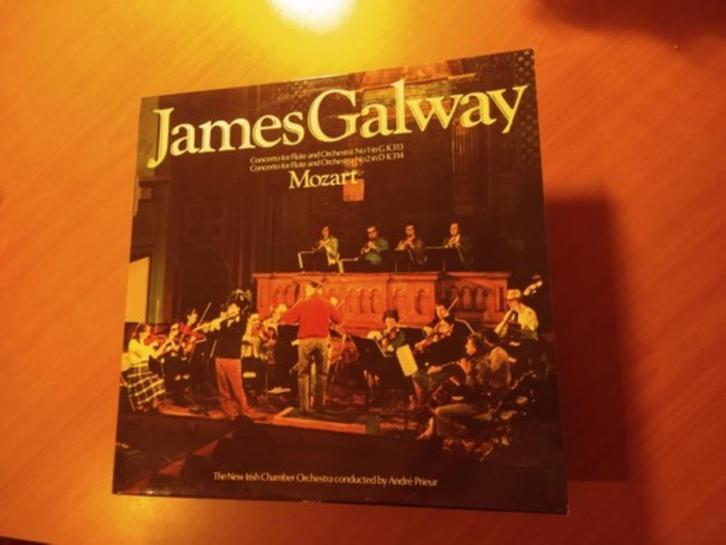 James Galway
Concerto for Flute and Orchestra No 1 in G K313
Concerto for Flute and Orchestra No 2 in D K314
Mozart
The New Irish Chamber Orchestra conducted by André Prieur